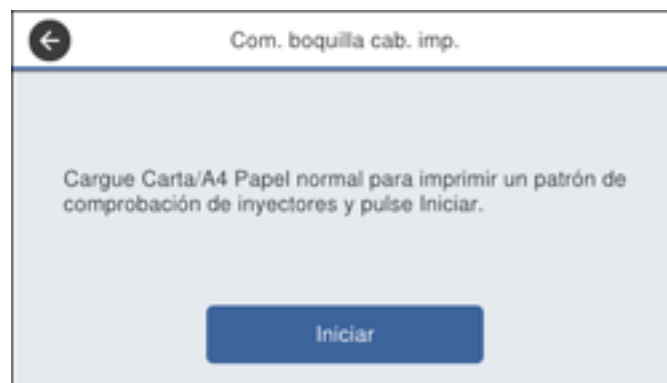 Com. boquilla cab. imp.
Cargue Carta/A4 Papel normal para imprimir un patrón de
comprobación de inyectores y pulse Iniciar.
Iniciar